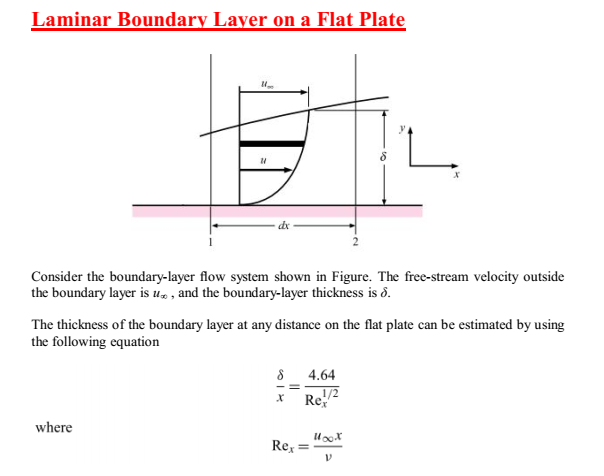 Laminar Boundary Layer on a Flat Plate
u∞
y
u
δ
x
dx
1 2
Consider the boundary-layer flow system shown in Figure. The free-stream velocity outside
the boundary layer is u∞ , and the boundary-layer thickness is δ.
The thickness of the boundary layer at any distance on the flat plate can be estimated by using
the following equation
δ/x = 4.64/Reₓ^1/2
where
Reₓ = u∞x/ν